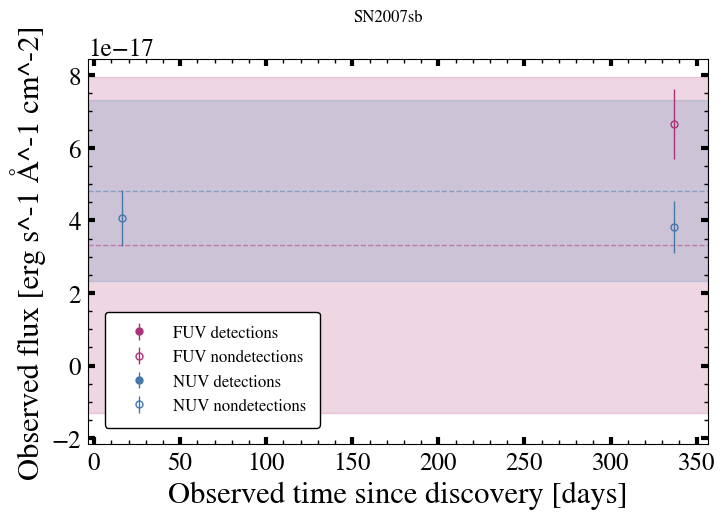 SN2007sb
1e−17
8
6
4
2
0
−2
Observed flux [erg s^-1 Å^-1 cm^-2]
FUV detections
FUV nondetections
NUV detections
NUV nondetections
0 50 100 150 200 250 300 350
Observed time since discovery [days]